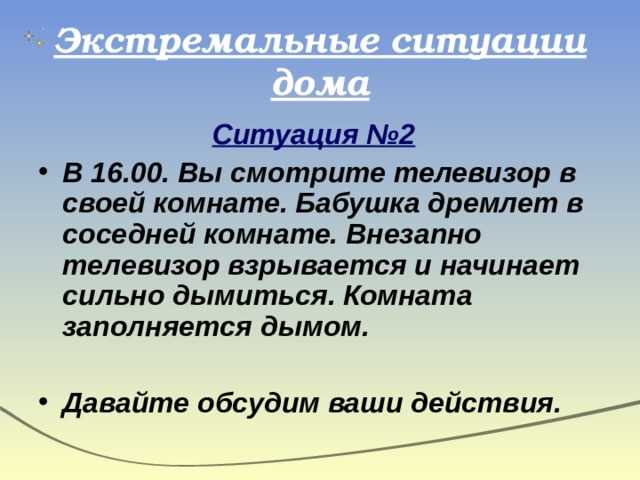 Экстремальные ситуации
дома
Ситуация №2
• В 16.00. Вы смотрите телевизор в
своей комнате. Бабушка дремлет в
соседней комнате. Внезапно
телевизор взрывается и начинает
сильно дымиться. Комната
заполняется дымом.
• Давайте обсудим ваши действия.